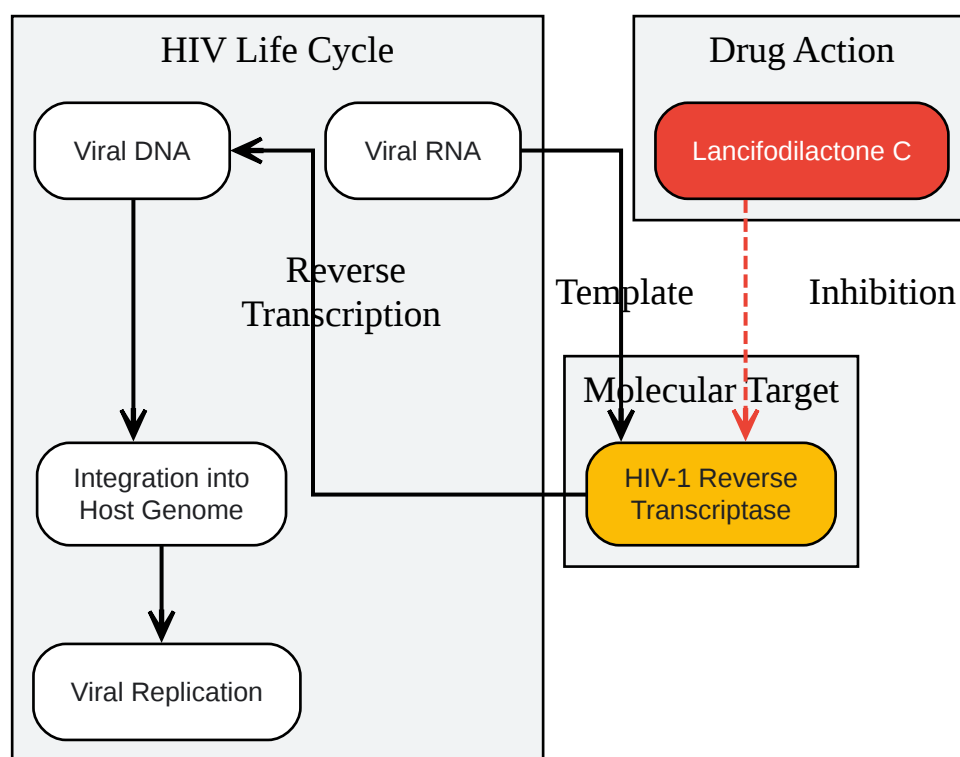 HIV Life Cycle
Drug Action
Viral DNA
Viral RNA
Lancifodilactone C
Reverse
Transcription
Template
Inhibition
Molecular Target
Integration into
Host Genome
HIV-1 Reverse
Transcriptase
Viral Replication